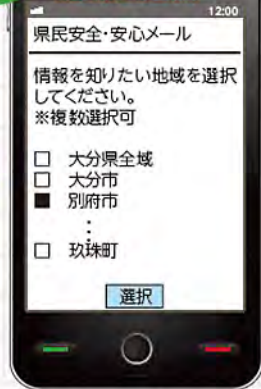 12:00
県民安全・安心メール
情報を知りたい地域を選択
してください。
※複数選択可
□ 大分県全域
□ 大分市
■ 別府市
⋮
□ 玖珠町
選択